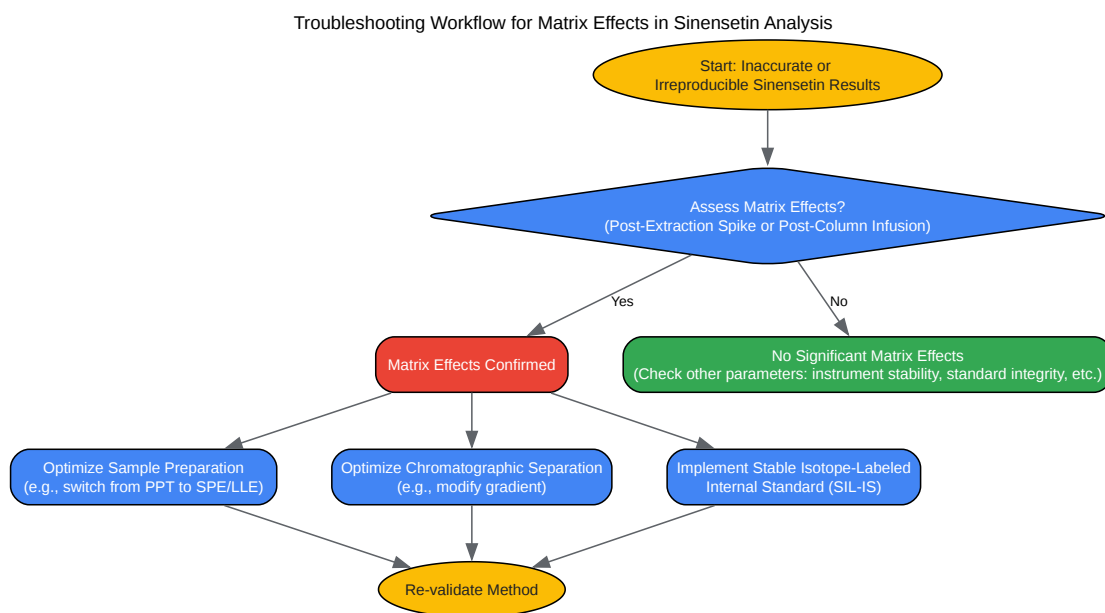 Troubleshooting Workflow for Matrix Effects in Sinensetin Analysis
Start: Inaccurate or
Irreproducible Sinensetin Results
Assess Matrix Effects?
(Post-Extraction Spike or Post-Column Infusion)
Yes
No
Matrix Effects Confirmed
No Significant Matrix Effects
(Check other parameters: instrument stability, standard integrity, etc.)
Optimize Sample Preparation
(e.g., switch from PPT to SPE/LLE)
Optimize Chromatographic Separation
(e.g., modify gradient)
Implement Stable Isotope-Labeled
Internal Standard (SIL-IS)
Re-validate Method